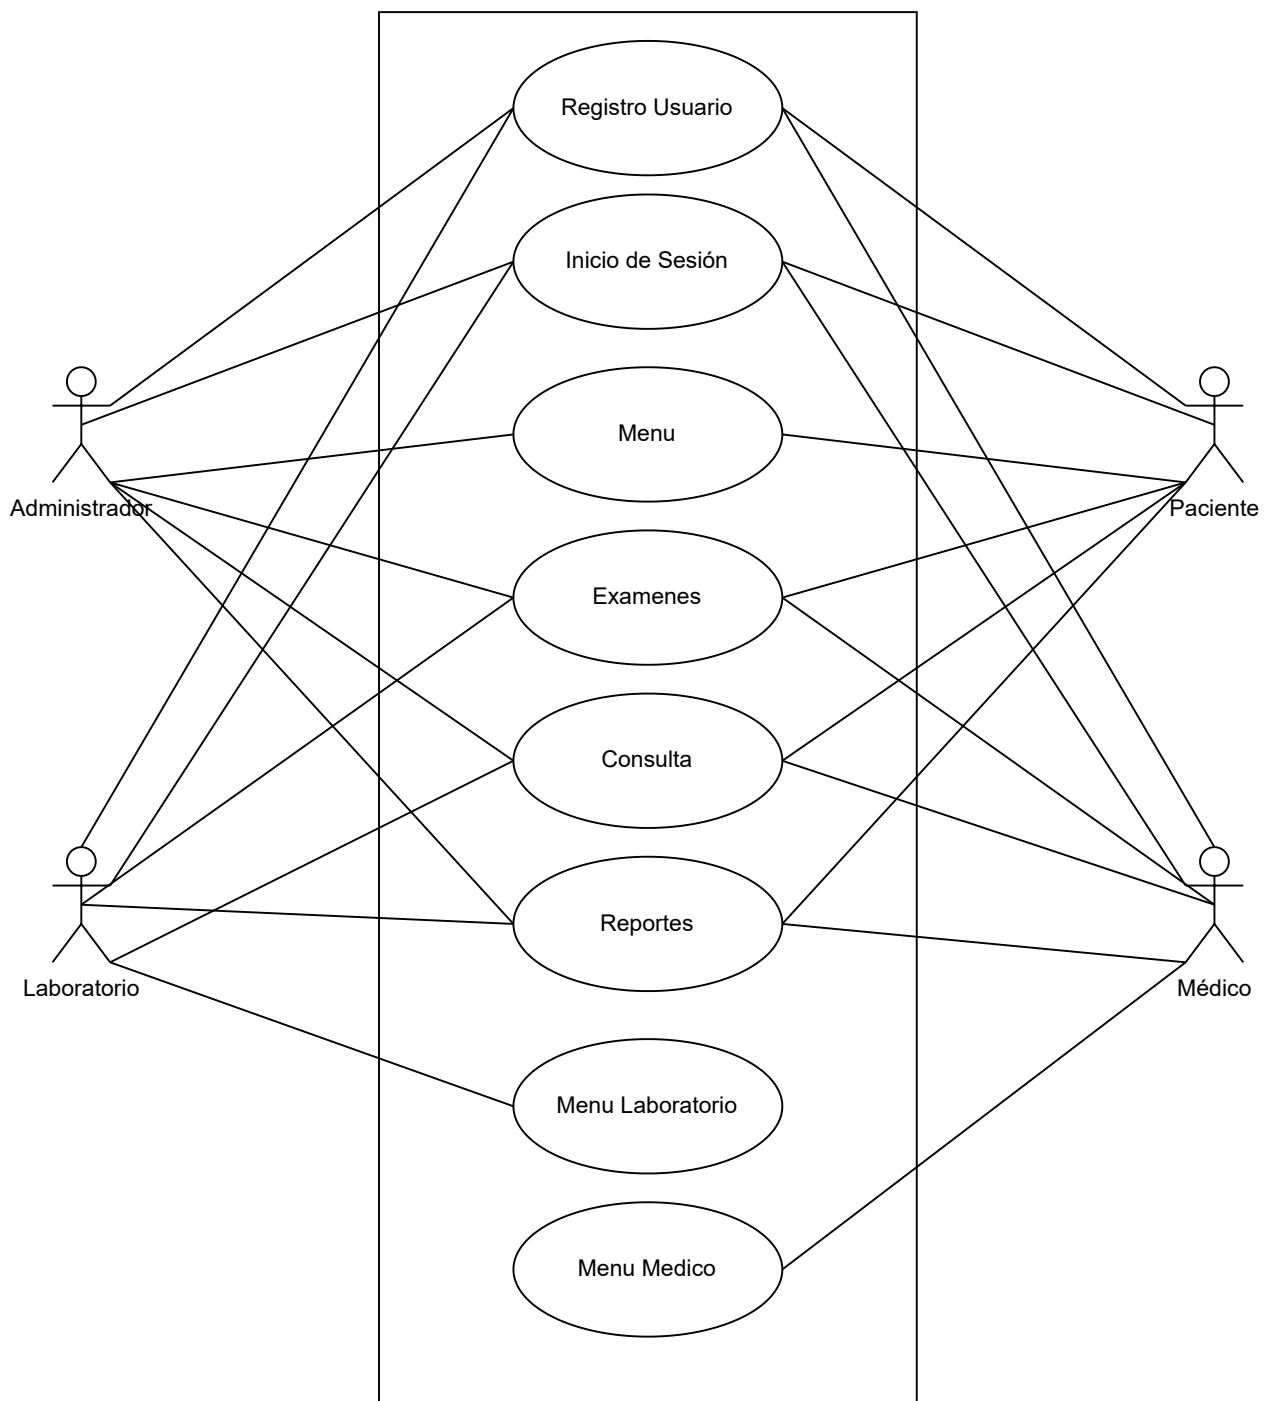 Registro Usuario
Inicio de Sesión
Menu
Administrador
Paciente
Examenes
Consulta
Reportes
Laboratorio
Médico
Menu Laboratorio
Menu Medico